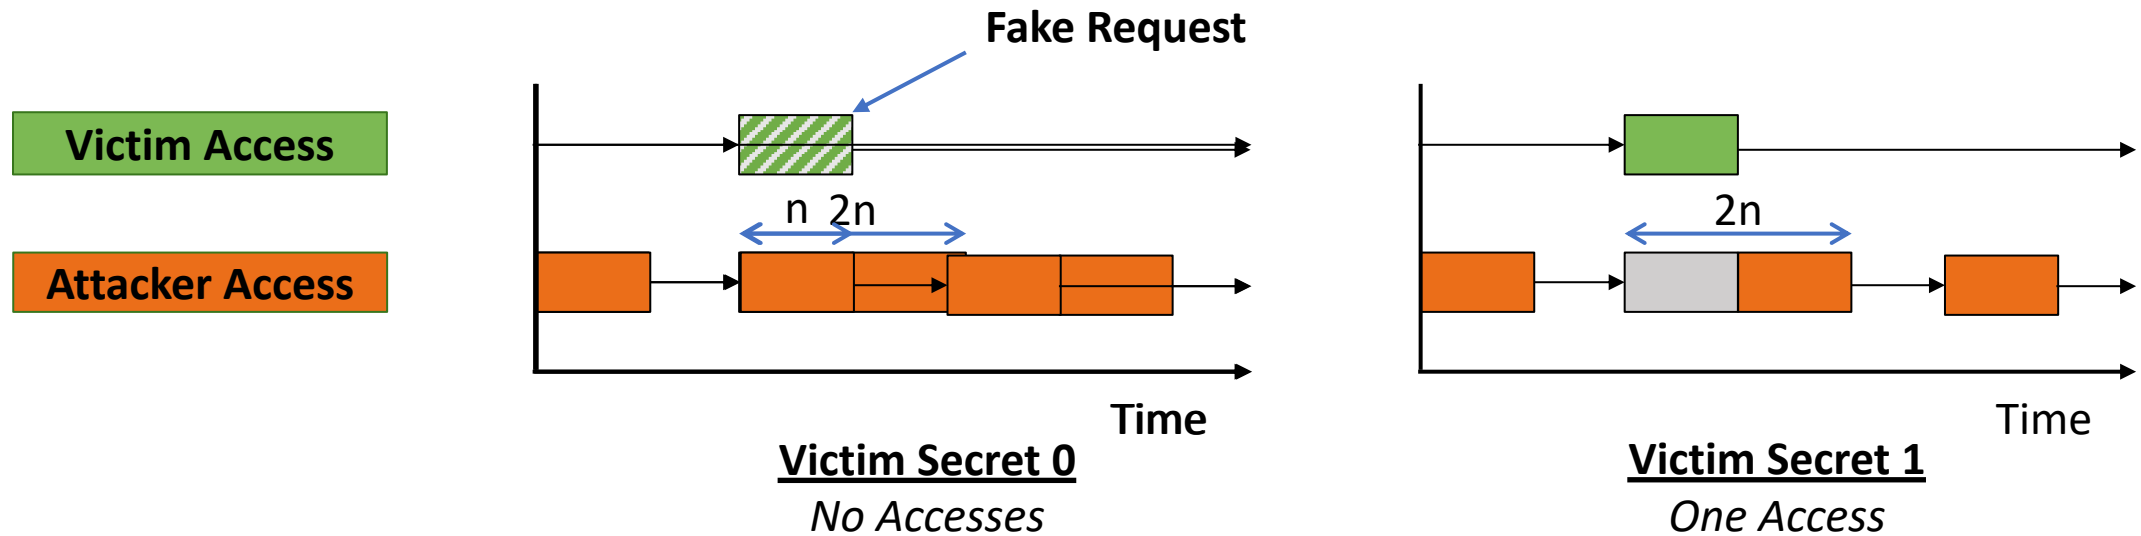 Fake Request
Victim Access
n 2n
2n
Attacker Access
Time
Time
Victim Secret 0
Victim Secret 1
No Accesses
One Access